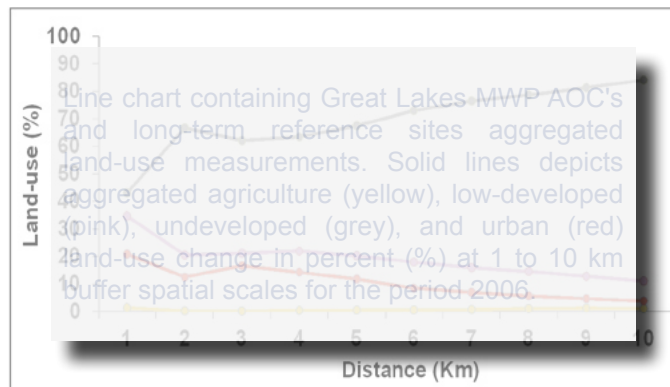 100
90
80
70
60
50
40
30
20
10
0
Land-use (%)
Line chart containing Great Lakes MWP AOC's
and long-term reference sites aggregated
land-use measurements. Solid lines depicts
aggregated agriculture (yellow), low-developed
(pink), undeveloped (grey), and urban (red)
land-use change in percent (%) at 1 to 10 km
buffer spatial scales for the period 2006.
1 2 3 4 5 6 7 8 9 10
Distance (Km)